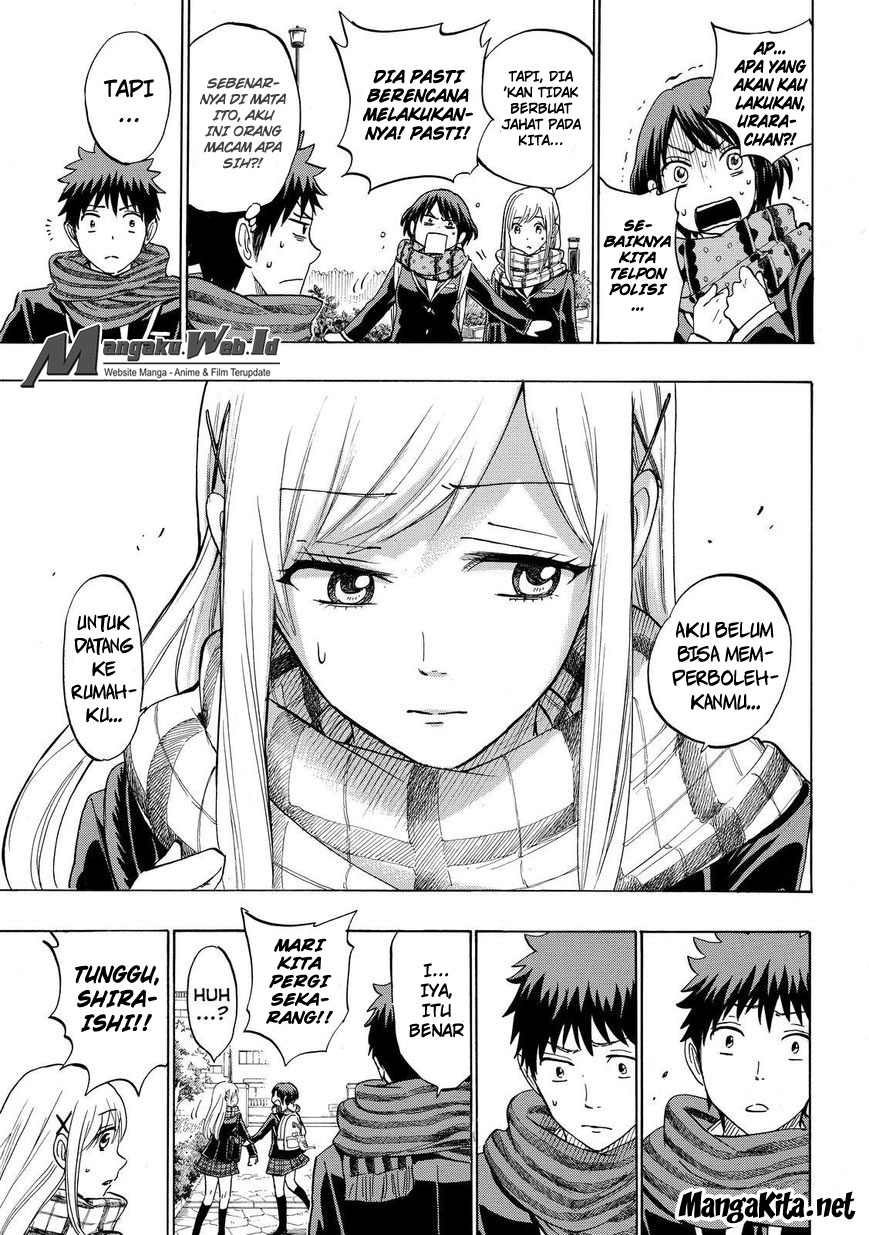 AP...
APA YANG
AKAN KAU
LAKUKAN,
URARA-
CHAN?!
SE-
BAIKNYA
KITA
TELPON
POLISI
...
TAPI, DIA
'KAN TIDAK
BERBUAT
JAHAT PADA
KITA...
DIA PASTI
BERENCANA
MELAKUKAN-
NYA! PASTI!
SEBENAR-
NYA DI MATA
ITO, AKU
INI ORANG
MACAM APA
SIH?!
TAPI
...
Mangaku.Web.Id
Website Manga - Anime & Film Terupdate
AKU BELUM
BISA MEM-
PERBOLEH-
KANMU...
UNTUK
DATANG
KE
RUMAH-
KU...
I...
IYA,
ITU
BENAR
MARI
KITA
PERGI
SEKA-
RANG!!
HUH
...?
TUNGGU,
SHIRA-
ISHI!!
MangaKita.net